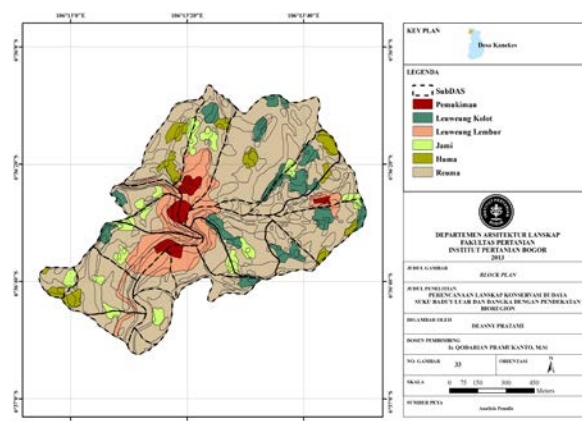 106°13'0"E
106°13'20"E
106°13'40"E
KEY PLAN
Desa Kanekes
LEGENDA
SubDAS
Pemukiman
Leuweung Kolot
Leuweung Lembur
Jami
Huma
Reuma
DEPARTEMEN ARSITEKTUR LANSKAP
FAKULTAS PERTANIAN
INSTITUT PERTANIAN BOGOR
2013
JUDUL GAMBAR
BLOCK PLAN
JUDUL PENELITIAN
PERENCANAAN LANSKAP KONSERVASI BUDAYA
SUKU BADUY LUAR DAN DANGKA DENGAN PENDEKATAN
BIOREGION
DIGAMBAR OLEH
DEASNY PRATAMI
DOSEN PEMBIMBING
Ir. QODARIAN PRAMUKANTO, M.Si
NO. GAMBAR
33
ORIENTASI
N
SKALA
0 75 150 300 450
Meters
SUMBER PETA
Analisis Penulis